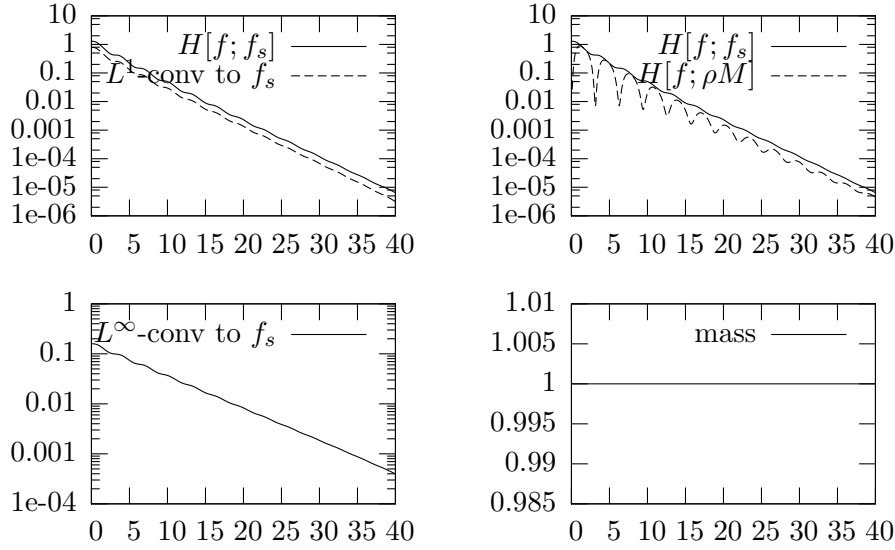 10
1
0.1
0.01
0.001
1e-04
1e-05
1e-06
H[f; f_s]
L^1-conv to f_s
0 5 10 15 20 25 30 35 40
10
1
0.1
0.01
0.001
1e-04
1e-05
1e-06
H[f; f_s]
H[f; ρM]
0 5 10 15 20 25 30 35 40
1
0.1
0.01
0.001
1e-04
L^∞-conv to f_s
0 5 10 15 20 25 30 35 40
1.01
1.005
1
0.995
0.99
0.985
mass
0 5 10 15 20 25 30 35 40